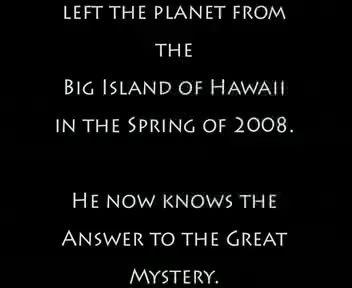 LEFT THE PLANET FROM
THE
BIG ISLAND OF HAWAII
IN THE SPRING OF 2008.
HE NOW KNOWS THE
ANSWER TO THE GREAT
MYSTERY.